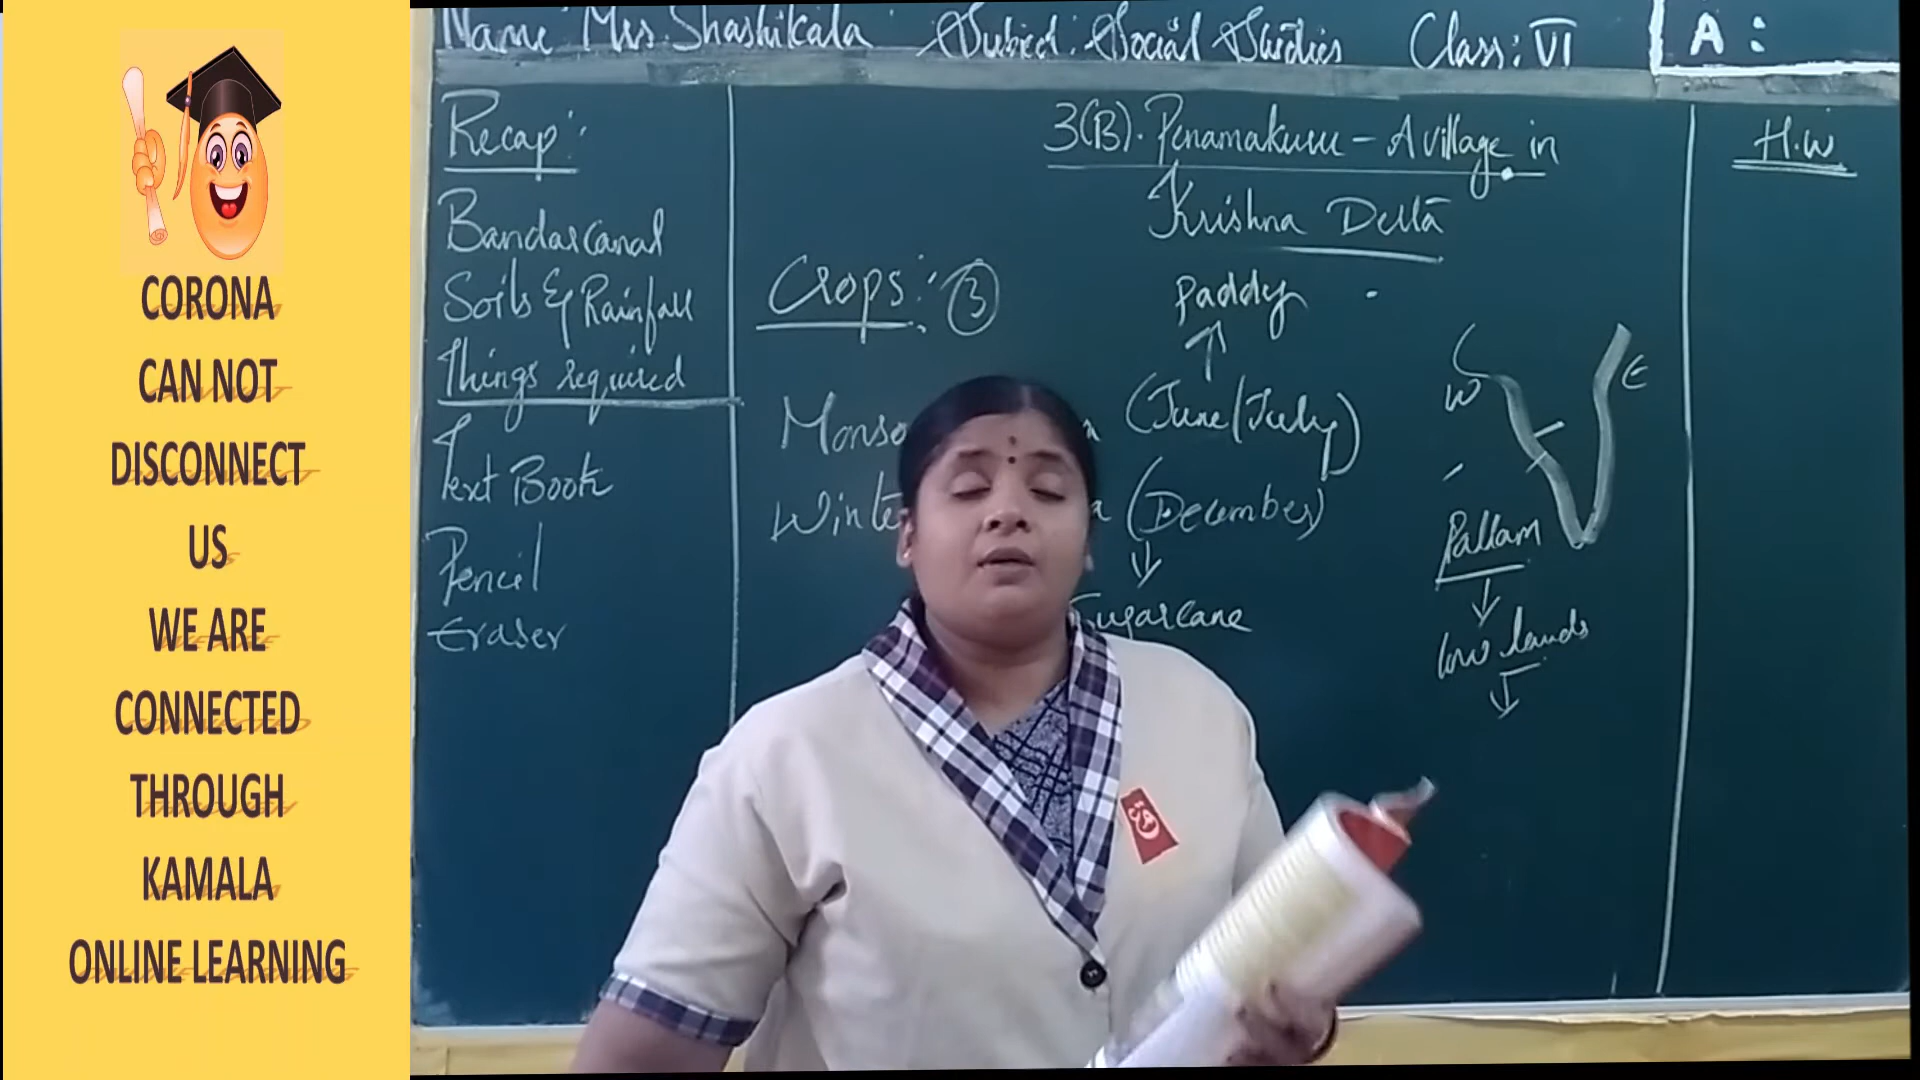 CORONA
CAN NOT
DISCONNECT
US
WE ARE
CONNECTED
THROUGH
KAMALA
ONLINE LEARNING
Name Mrs. Shashikala Subject: Social Studies Class: VI A:
Recap:
Bandar canal
Soils & Rainfall
Things required
Text Book
Pencil
Eraser
3(B). Penamakuru - A village in
Krishna Delta
Crops: 3
Paddy
(June/July)
(December)
Sugarcane
W E
Pallam
low lands
H.W